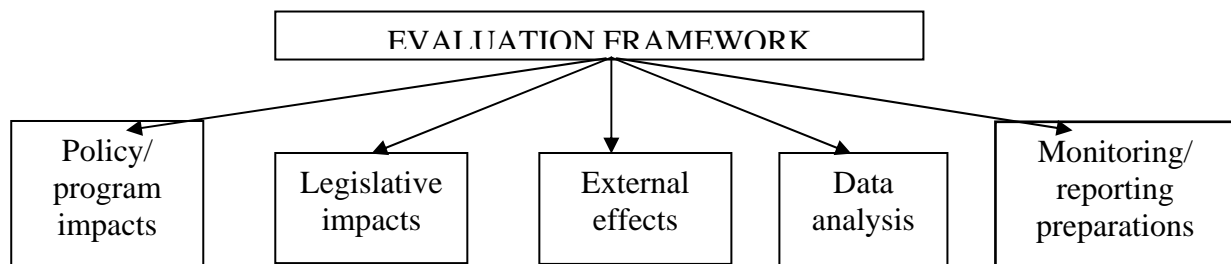 EVALUATION FRAMEWORK
Policy/
program
impacts
Legislative
impacts
External
effects
Data
analysis
Monitoring/
reporting
preparations